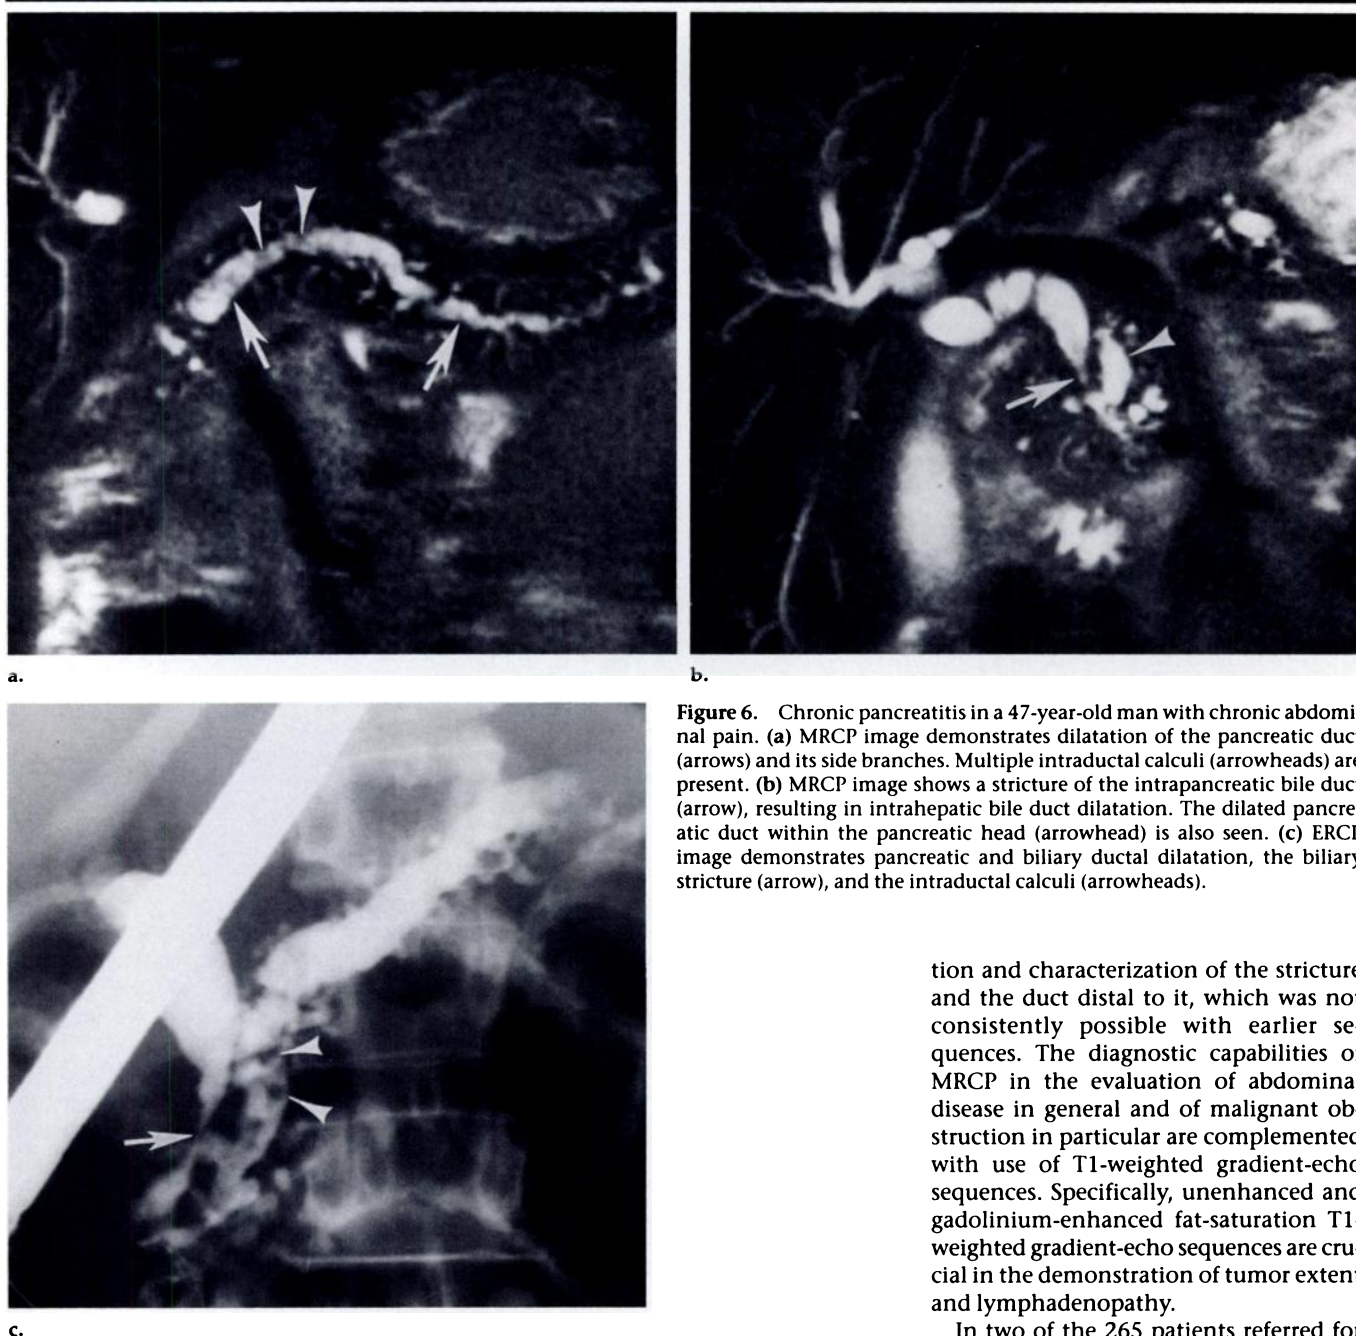 a.
b.
Figure 6. Chronic pancreatitis in a 47-year-old man with chronic abdomi
nal pain. (a) MRCP image demonstrates dilatation of the pancreatic duc
(arrows) and its side branches. Multiple intraductal calculi (arrowheads) are
present. (b) MRCP image shows a stricture of the intrapancreatic bile duc
(arrow), resulting in intrahepatic bile duct dilatation. The dilated pancre
atic duct within the pancreatic head (arrowhead) is also seen. (c) ERCI
image demonstrates pancreatic and biliary ductal dilatation, the biliary
stricture (arrow), and the intraductal calculi (arrowheads).
c.
tion and characterization of the stricture
and the duct distal to it, which was no
consistently possible with earlier se-
quences. The diagnostic capabilities o
MRCP in the evaluation of abdomina
disease in general and of malignant ob-
struction in particular are complemented
with use of T1-weighted gradient-echo
sequences. Specifically, unenhanced and
gadolinium-enhanced fat-saturation T1-
weighted gradient-echo sequences are cru-
cial in the demonstration of tumor extent
and lymphadenopathy.
In two of the 265 patients referred for